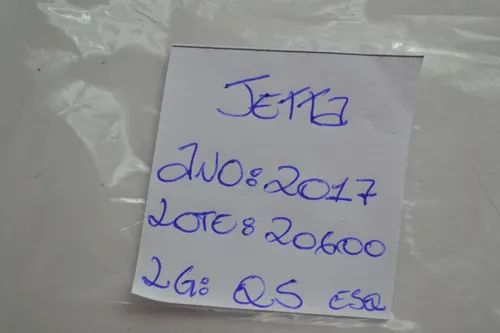 JETTA
ANO: 2017
LOTE: 20600
LG: QS ESQ